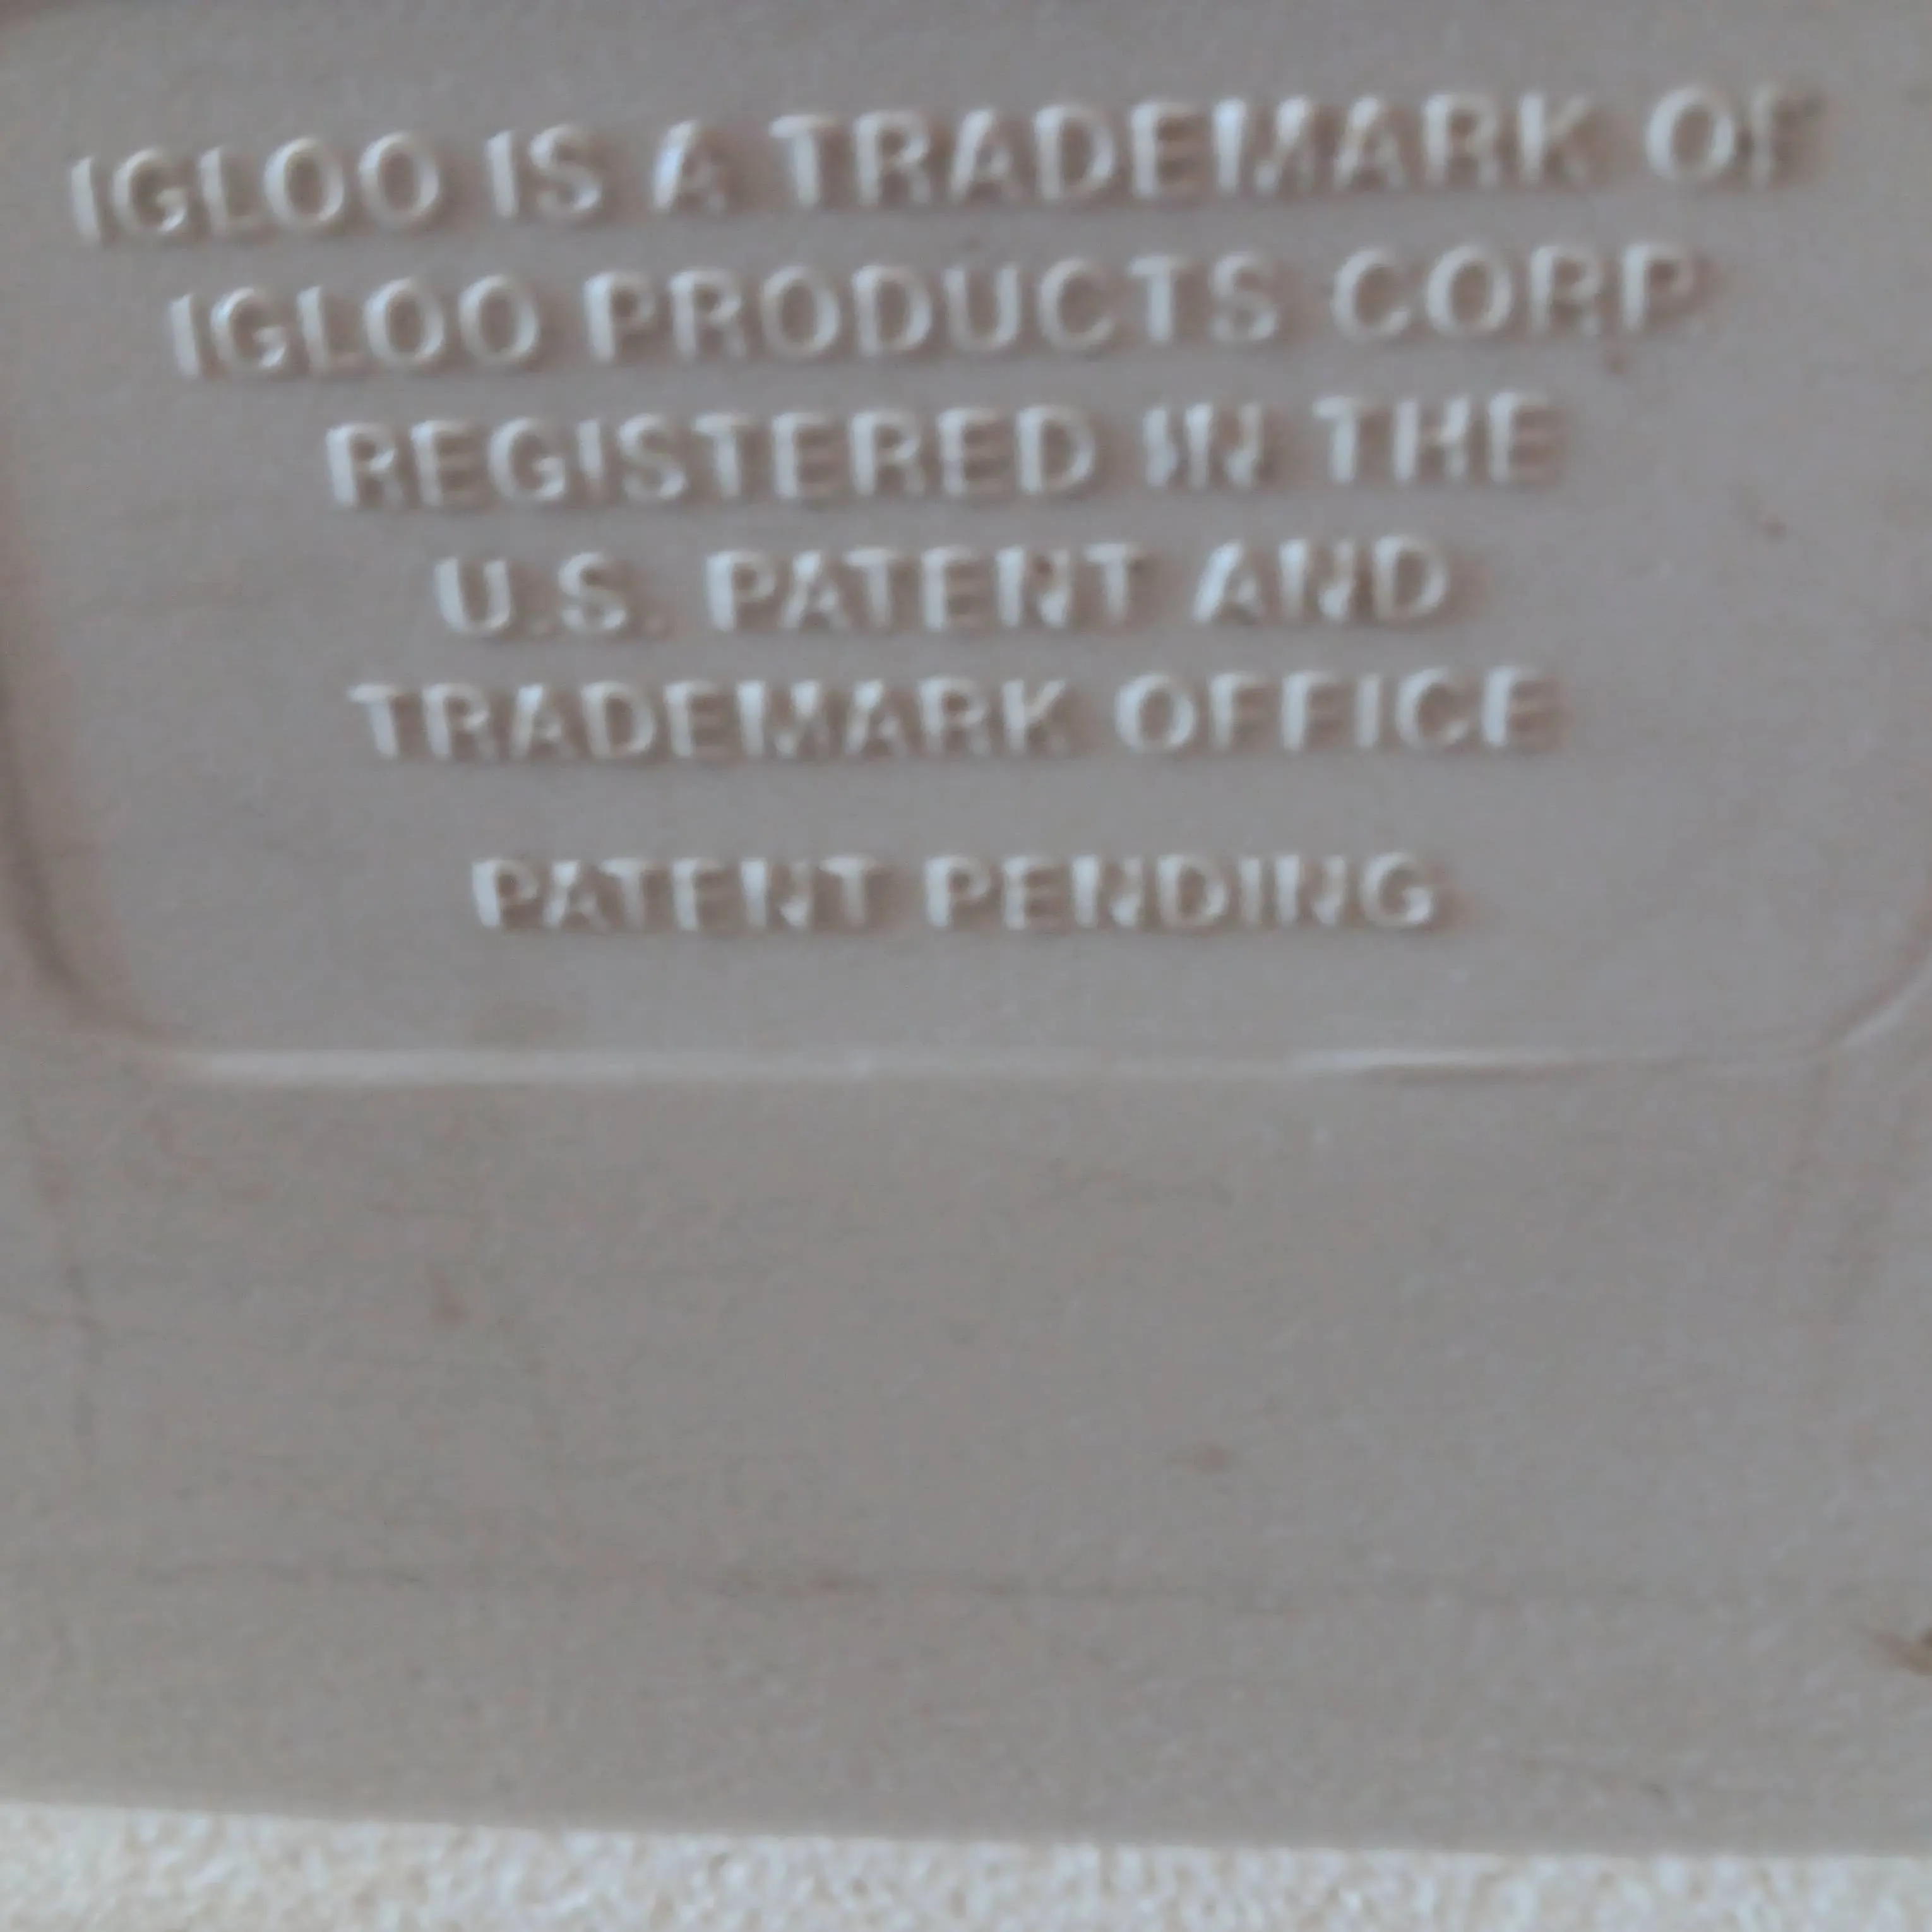 IGLOO IS A TRADEMARK OF
IGLOO PRODUCTS CORP.
REGISTERED IN THE
U.S. PATENT AND
TRADEMARK OFFICE
PATENT PENDING